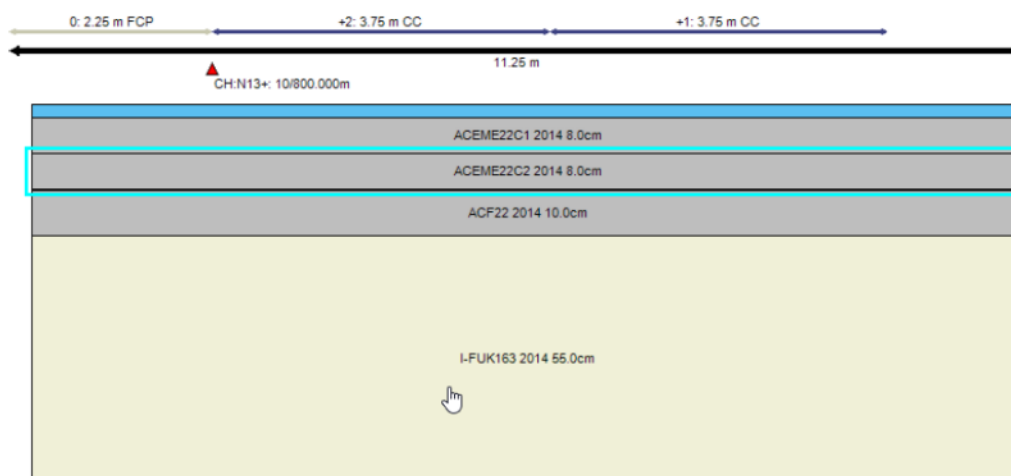 0: 2.25 m FCP
+2: 3.75 m CC
+1: 3.75 m CC
11.25 m
CH:N13+: 10/800.000m
ACEME22C1 2014 8.0cm
ACEME22C2 2014 8.0cm
ACF22 2014 10.0cm
I-FUK163 2014 55.0cm